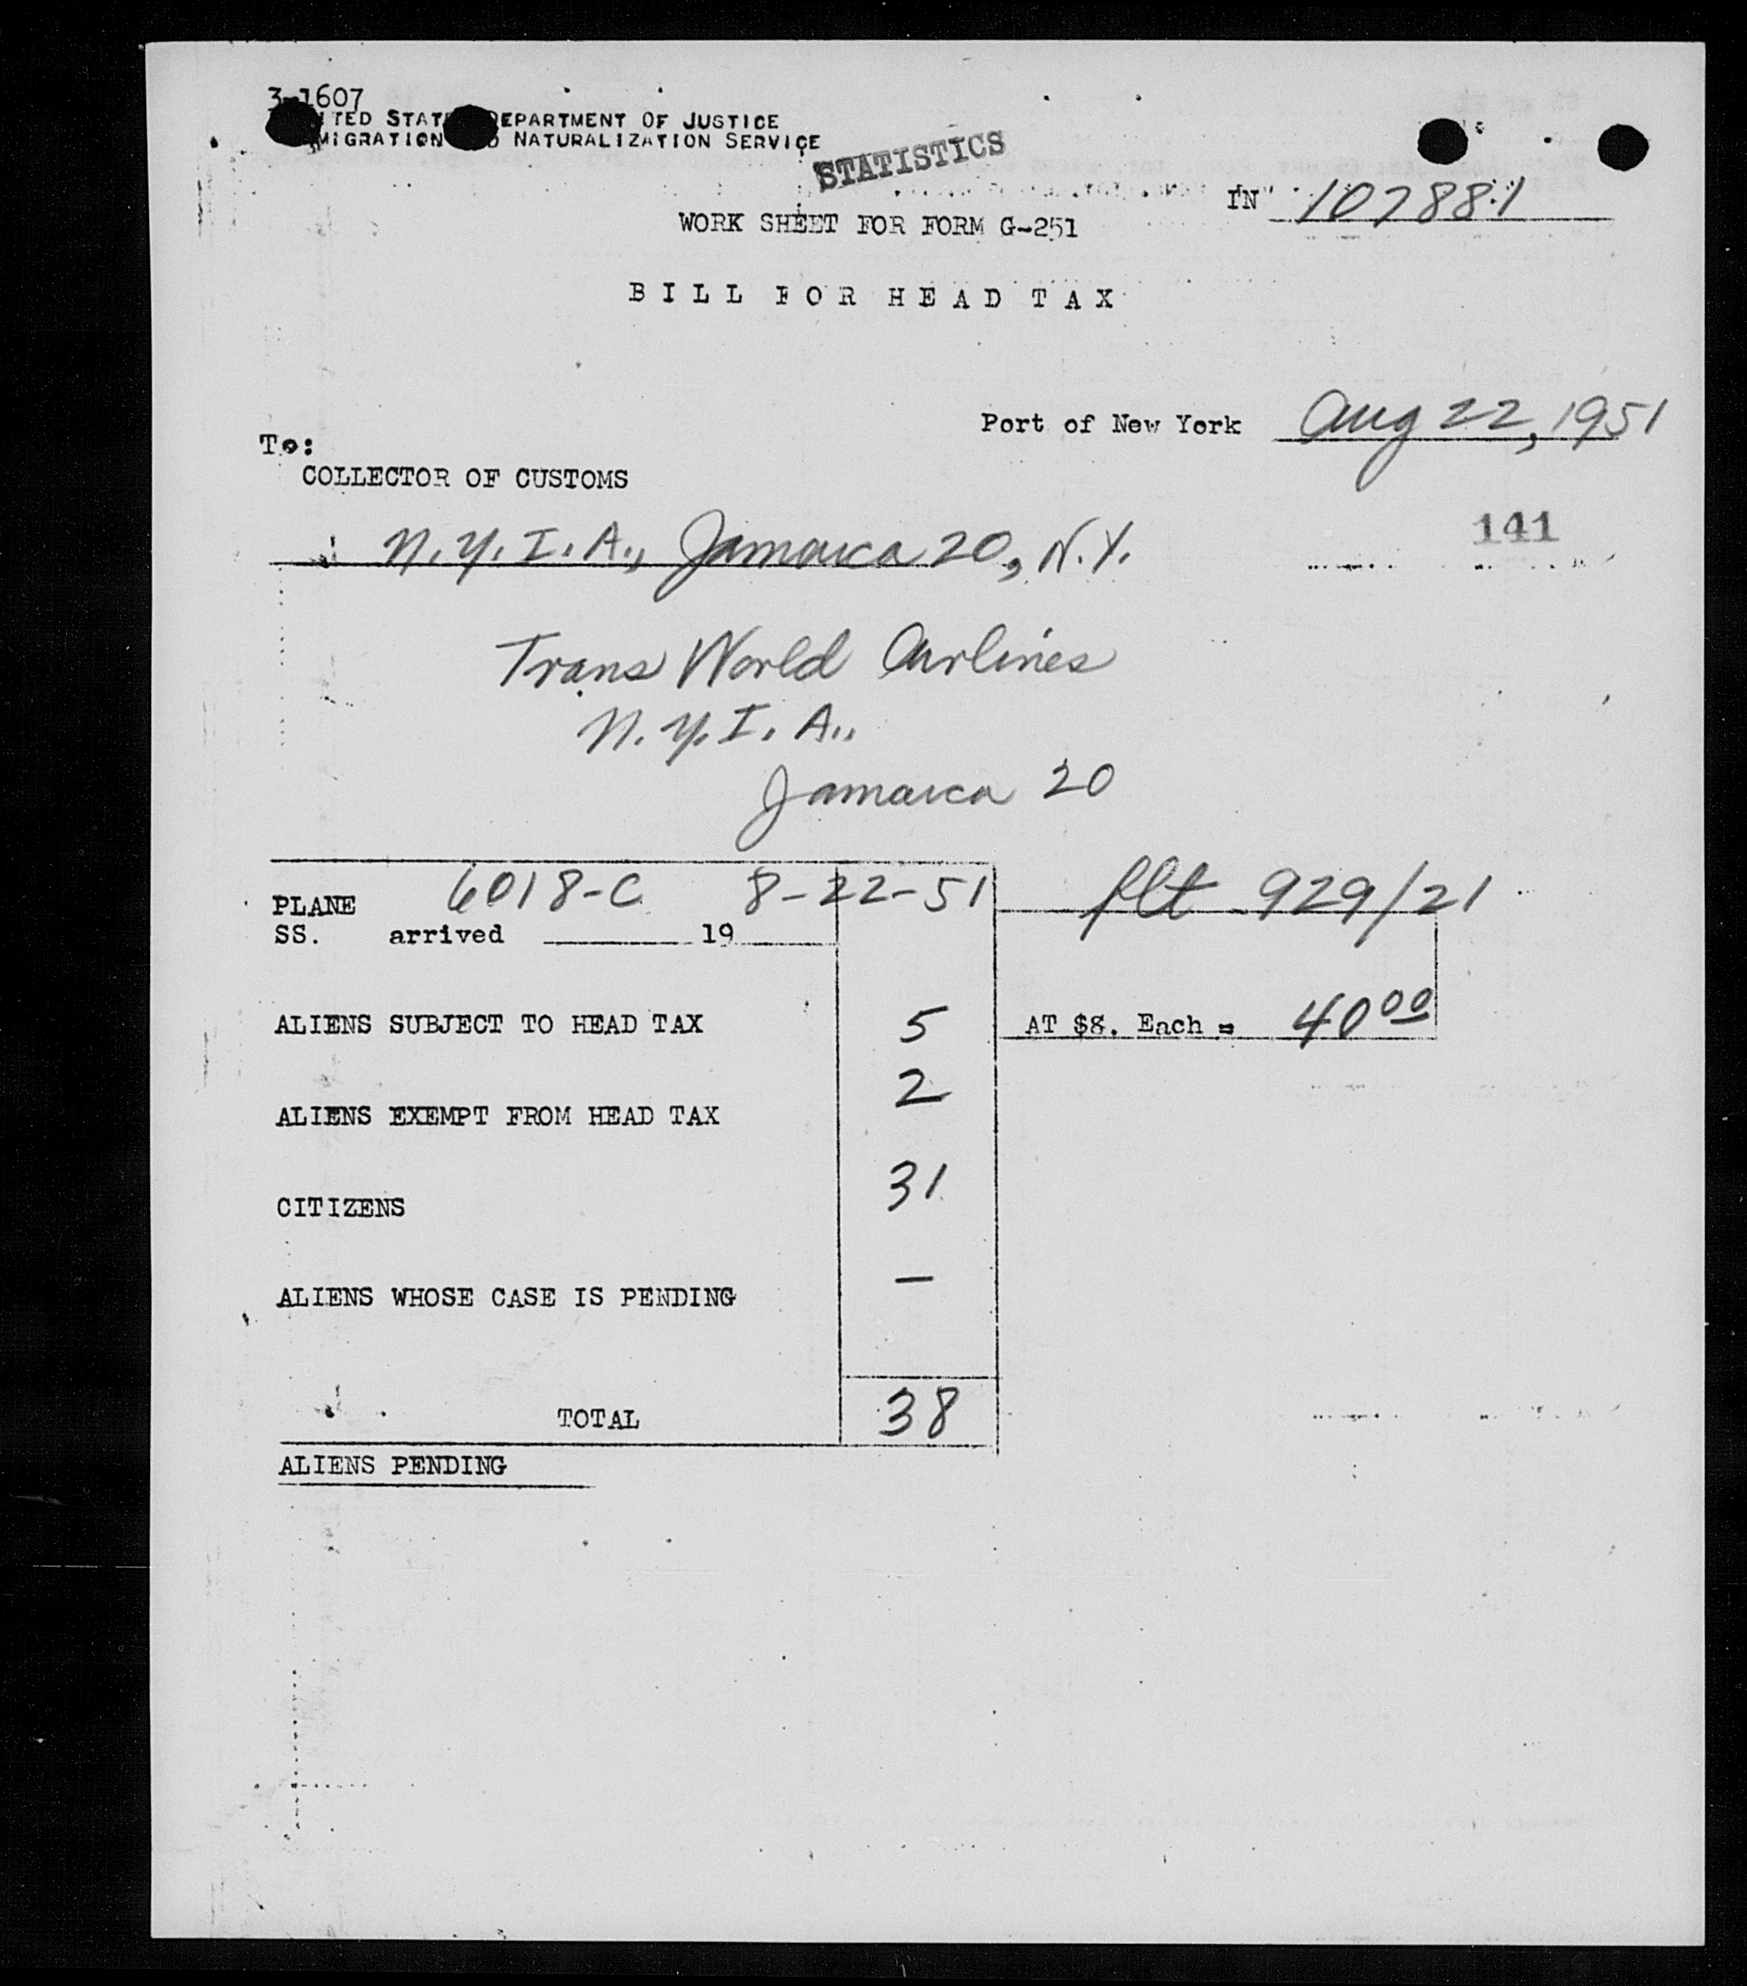 3-1607
ITED STAT DEPARTMENT OF JUSTICE
MIGRATION NATURALIZATION SERVICE
STATISTICS
IN 107881
WORK SHEET FOR FORM G-251
BILL FOR HEAD TAX
Port of New York Aug 22, 1951
To:
COLLECTOR OF CUSTOMS
N.Y.I.A., Jamaica 20, N.Y.
141
Trans World Airlines
N.Y.I.A.,
Jamaica 20
PLANE 6018-C 8-22-51 flt 929/21
SS. arrived 19
ALIENS SUBJECT TO HEAD TAX 5 AT $8. Each = 40 00
ALIENS EXEMPT FROM HEAD TAX 2
CITIZENS 31
ALIENS WHOSE CASE IS PENDING —
TOTAL 38
ALIENS PENDING